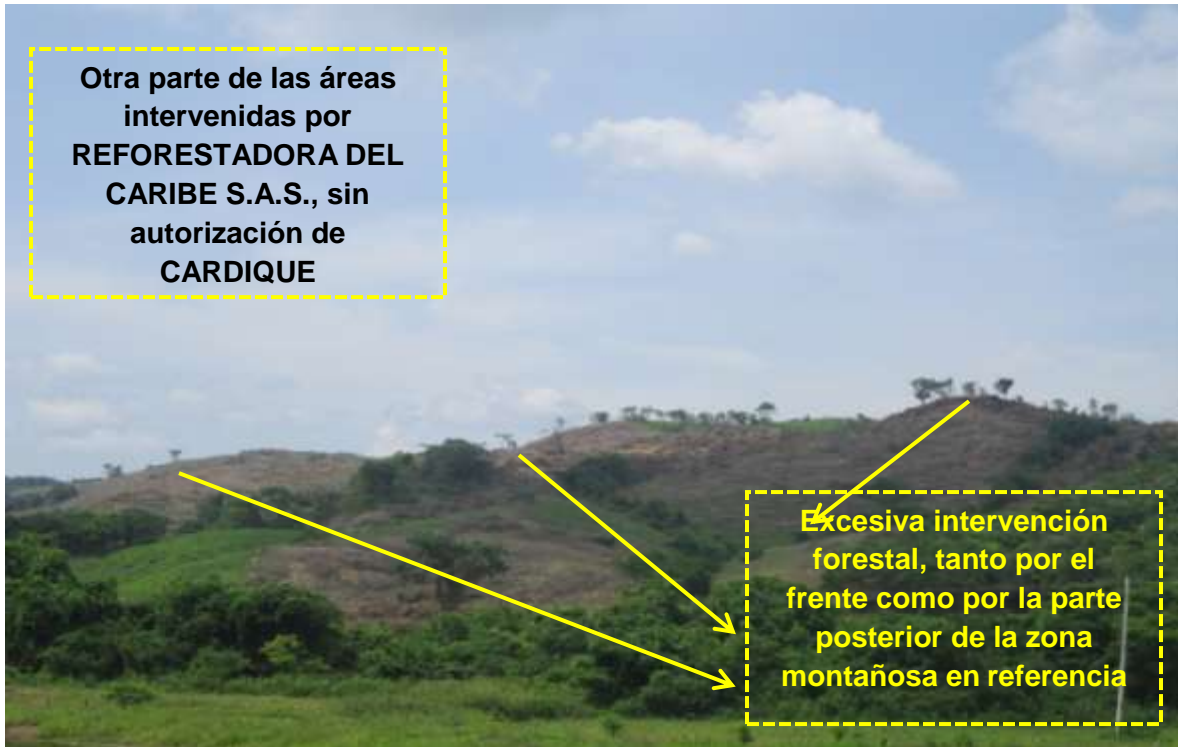 Otra parte de las áreas
intervenidas por
REFORESTADORA DEL
CARIBE S.A.S., sin
autorización de
CARDIQUE
Excesiva intervención
forestal, tanto por el
frente como por la parte
posterior de la zona
montañosa en referencia